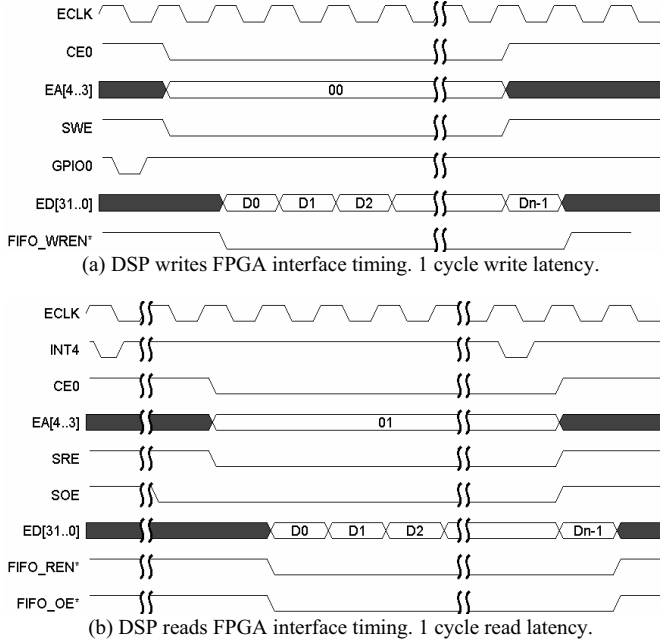 ECLK
CE0
EA[4..3] 00
SWE
GPIO0
ED[31..0] D0 D1 D2 Dn-1
FIFO_WREN*
(a) DSP writes FPGA interface timing. 1 cycle write latency.
ECLK
INT4
CE0
EA[4..3] 01
SRE
SOE
ED[31..0] D0 D1 D2 Dn-1
FIFO_REN*
FIFO_OE*
(b) DSP reads FPGA interface timing. 1 cycle read latency.